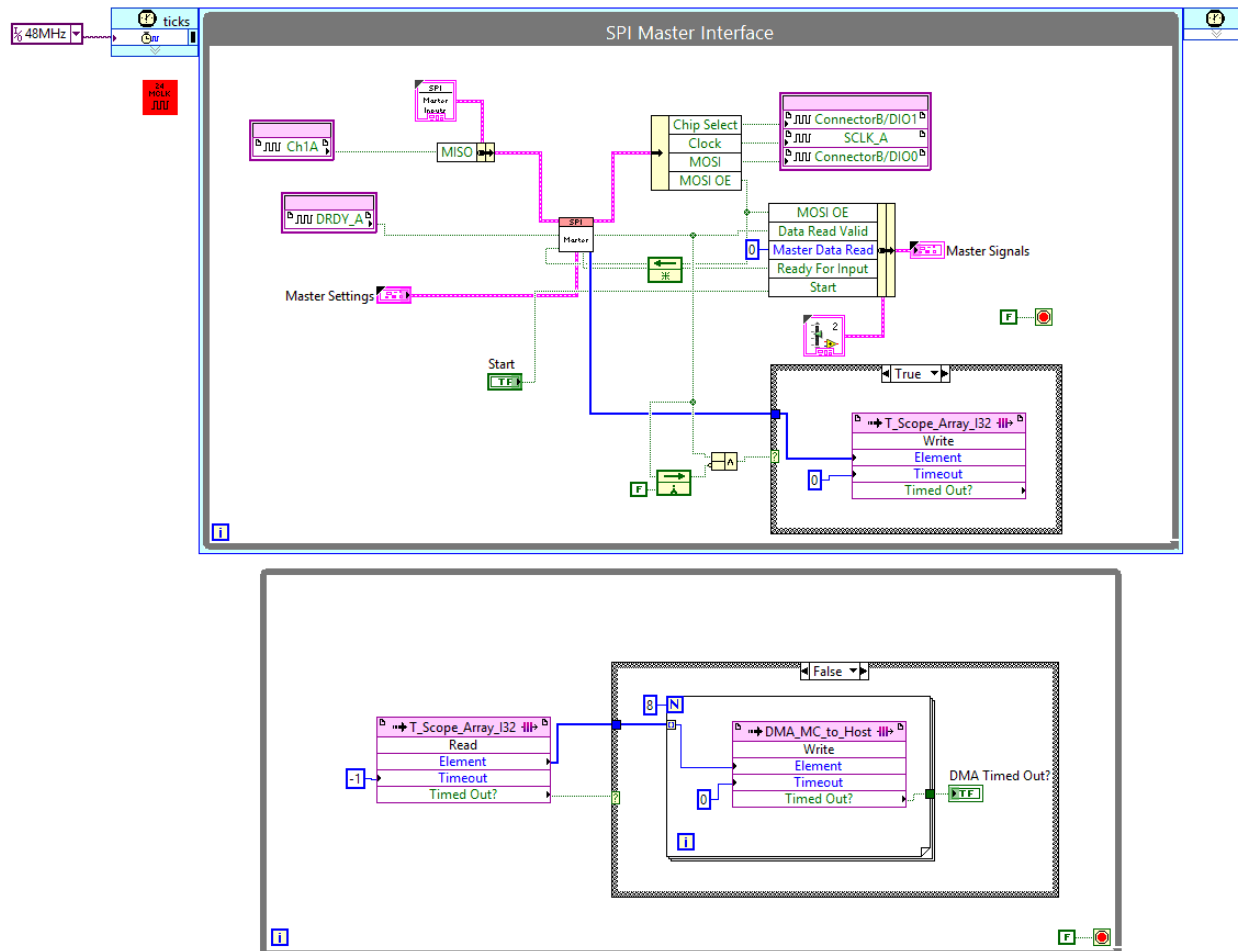 48MHz
ticks
SPI Master Interface
24
MCLK
SPI
Master
Inputs
Ch1A
MISO
Chip Select
Clock
MOSI
MOSI OE
ConnectorB/DIO1
SCLK_A
ConnectorB/DIO0
DRDY_A
SPI
Master
MOSI OE
Data Read Valid
0
Master Data Read
Ready For Input
Start
Master Signals
Master Settings
2
F
Start
TF
True
T_Scope_Array_I32
Write
Element
0
Timeout
Timed Out?
?
A
F
i
False
8
N
T_Scope_Array_I32
Read
Element
-1
Timeout
Timed Out?
?
DMA_MC_to_Host
Write
Element
0
Timeout
Timed Out?
DMA Timed Out?
TF
i
i
F